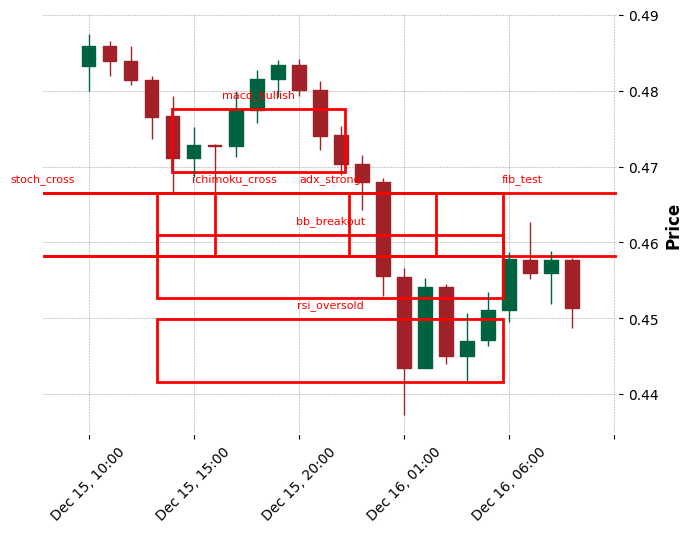 0.49
0.48
macd_bullish
0.47
stoch_cross
ichimoku_cross
adx_strong
fib_test
bb_breakout
0.46
rsi_oversold
0.45
0.44
Price
Dec 15, 10:00
Dec 15, 15:00
Dec 15, 20:00
Dec 16, 01:00
Dec 16, 06:00